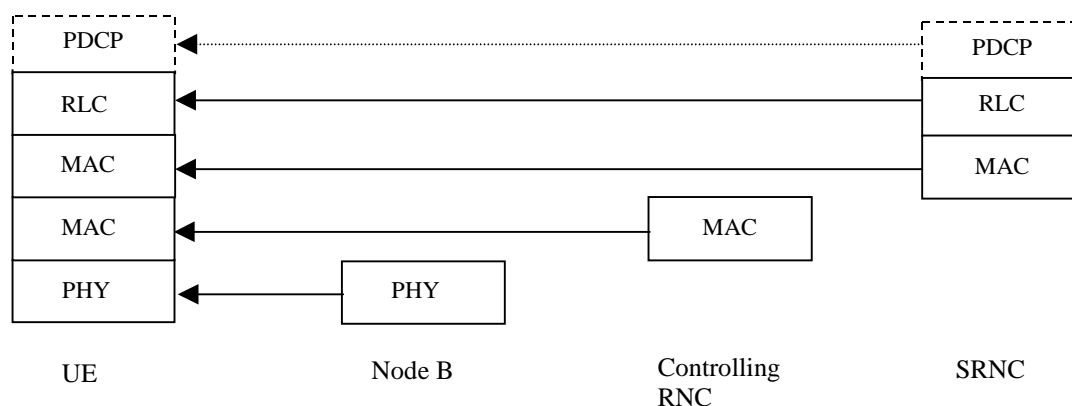 PDCP
PDCP
RLC
RLC
MAC
MAC
MAC
MAC
PHY
PHY
UE
Node B
Controlling
RNC
SRNC